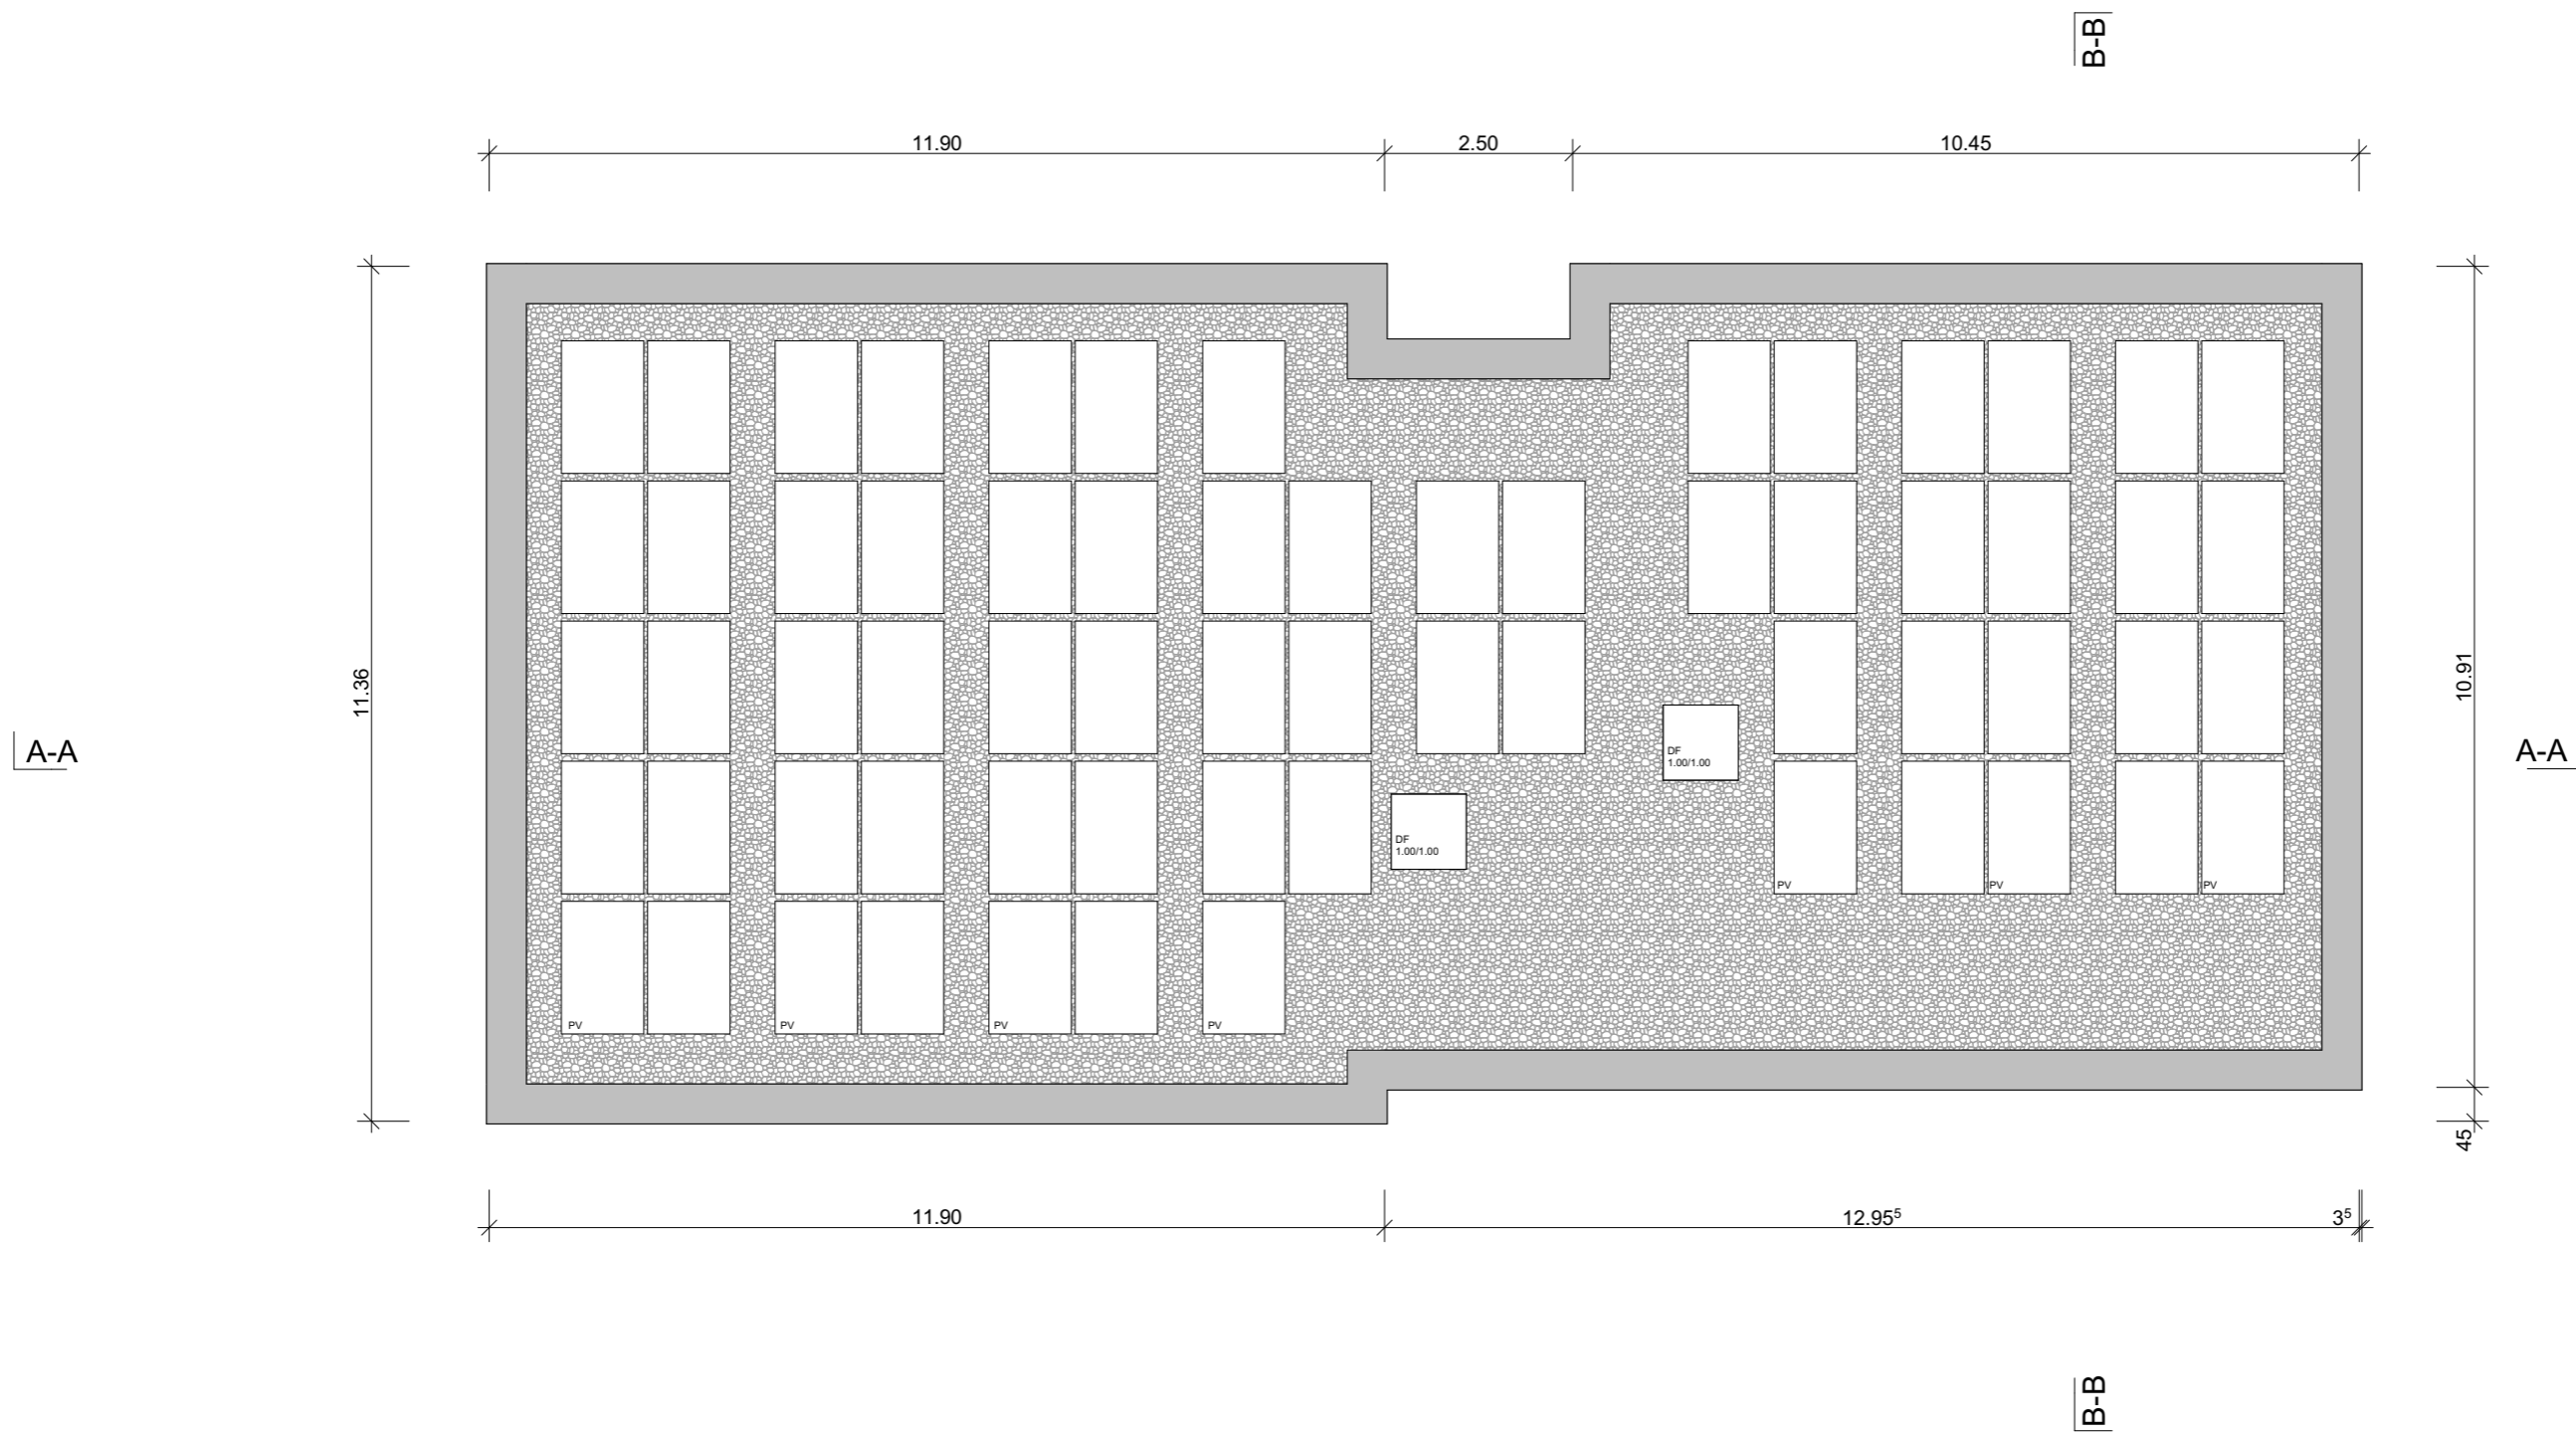 B-B
11.90
2.50
10.45
11.36
10.91
A-A
A-A
DF
1.00/1.00
DF
1.00/1.00
PV
PV
PV
PV
PV
PV
PV
45
11.90
12.95⁵
3⁵
B-B